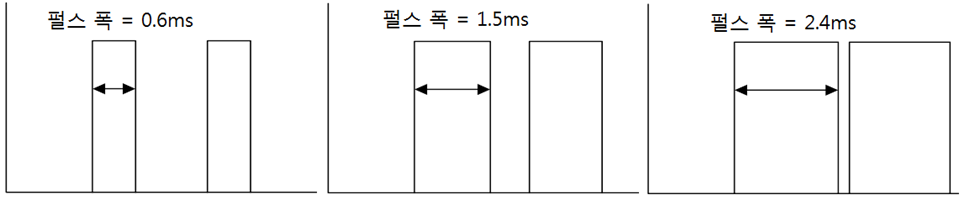 펄스 폭 = 0.6ms
펄스 폭 = 1.5ms
펄스 폭 = 2.4ms